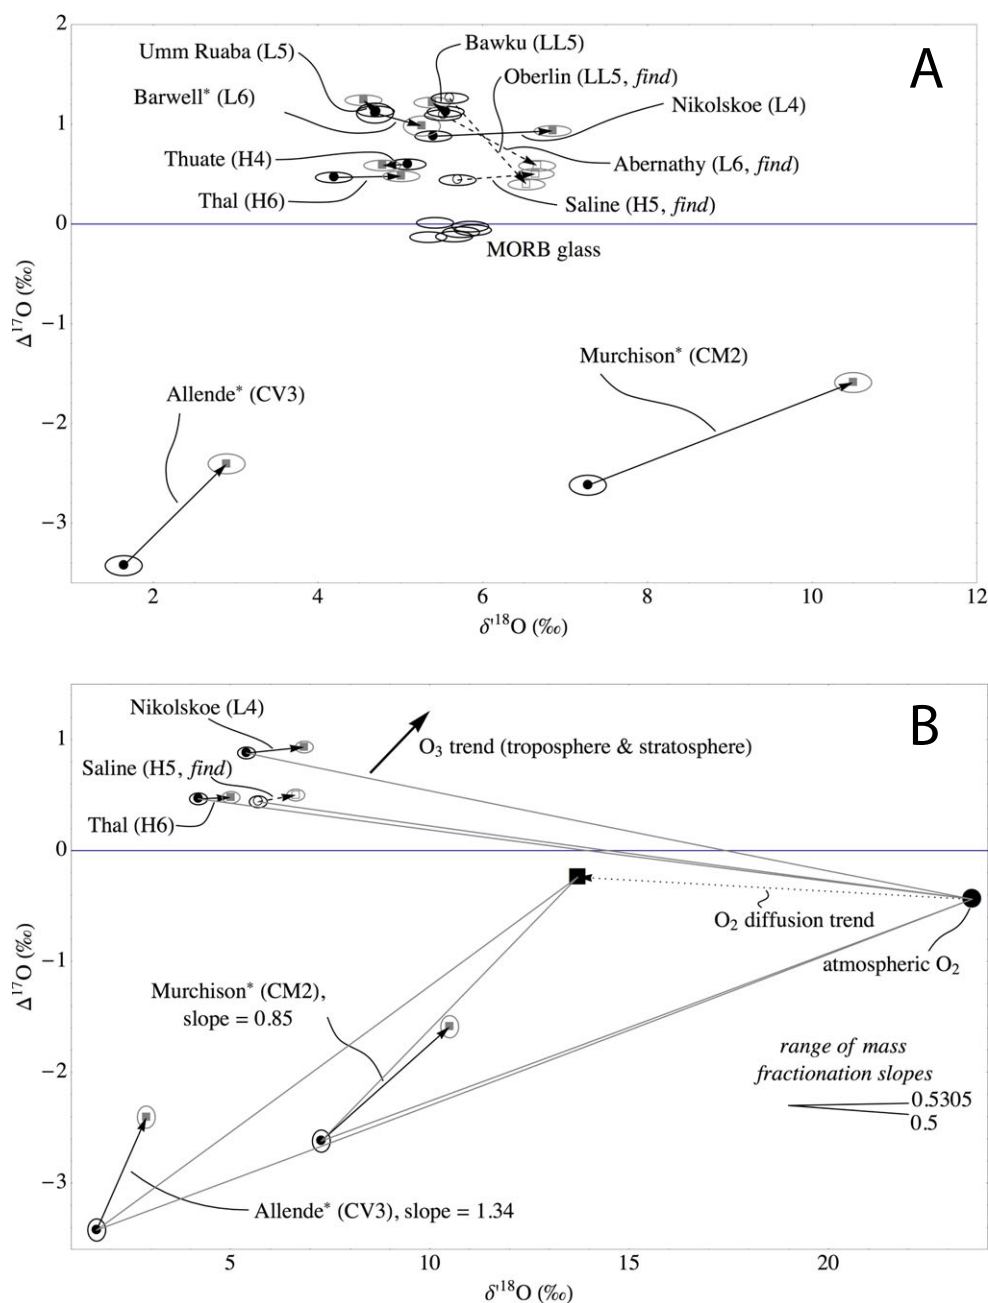 A
2
1
0
−1
−2
−3
Δ¹⁷O (‰)
Umm Ruaba (L5)
Barwell* (L6)
Thuate (H4)
Thal (H6)
Bawku (LL5)
Oberlin (LL5, find)
Nikolskoe (L4)
Abernathy (L6, find)
Saline (H5, find)
MORB glass
Murchison* (CM2)
Allende* (CV3)
2 4 6 8 10 12
δ'¹⁸O (‰)
B
1
0
−1
−2
−3
Δ¹⁷O (‰)
Nikolskoe (L4)
Saline (H5, find)
Thal (H6)
O₃ trend (troposphere & stratosphere)
O₂ diffusion trend
atmospheric O₂
Murchison* (CM2),
slope = 0.85
range of mass
fractionation slopes
0.5305
0.5
Allende* (CV3), slope = 1.34
5 10 15 20
δ'¹⁸O (‰)